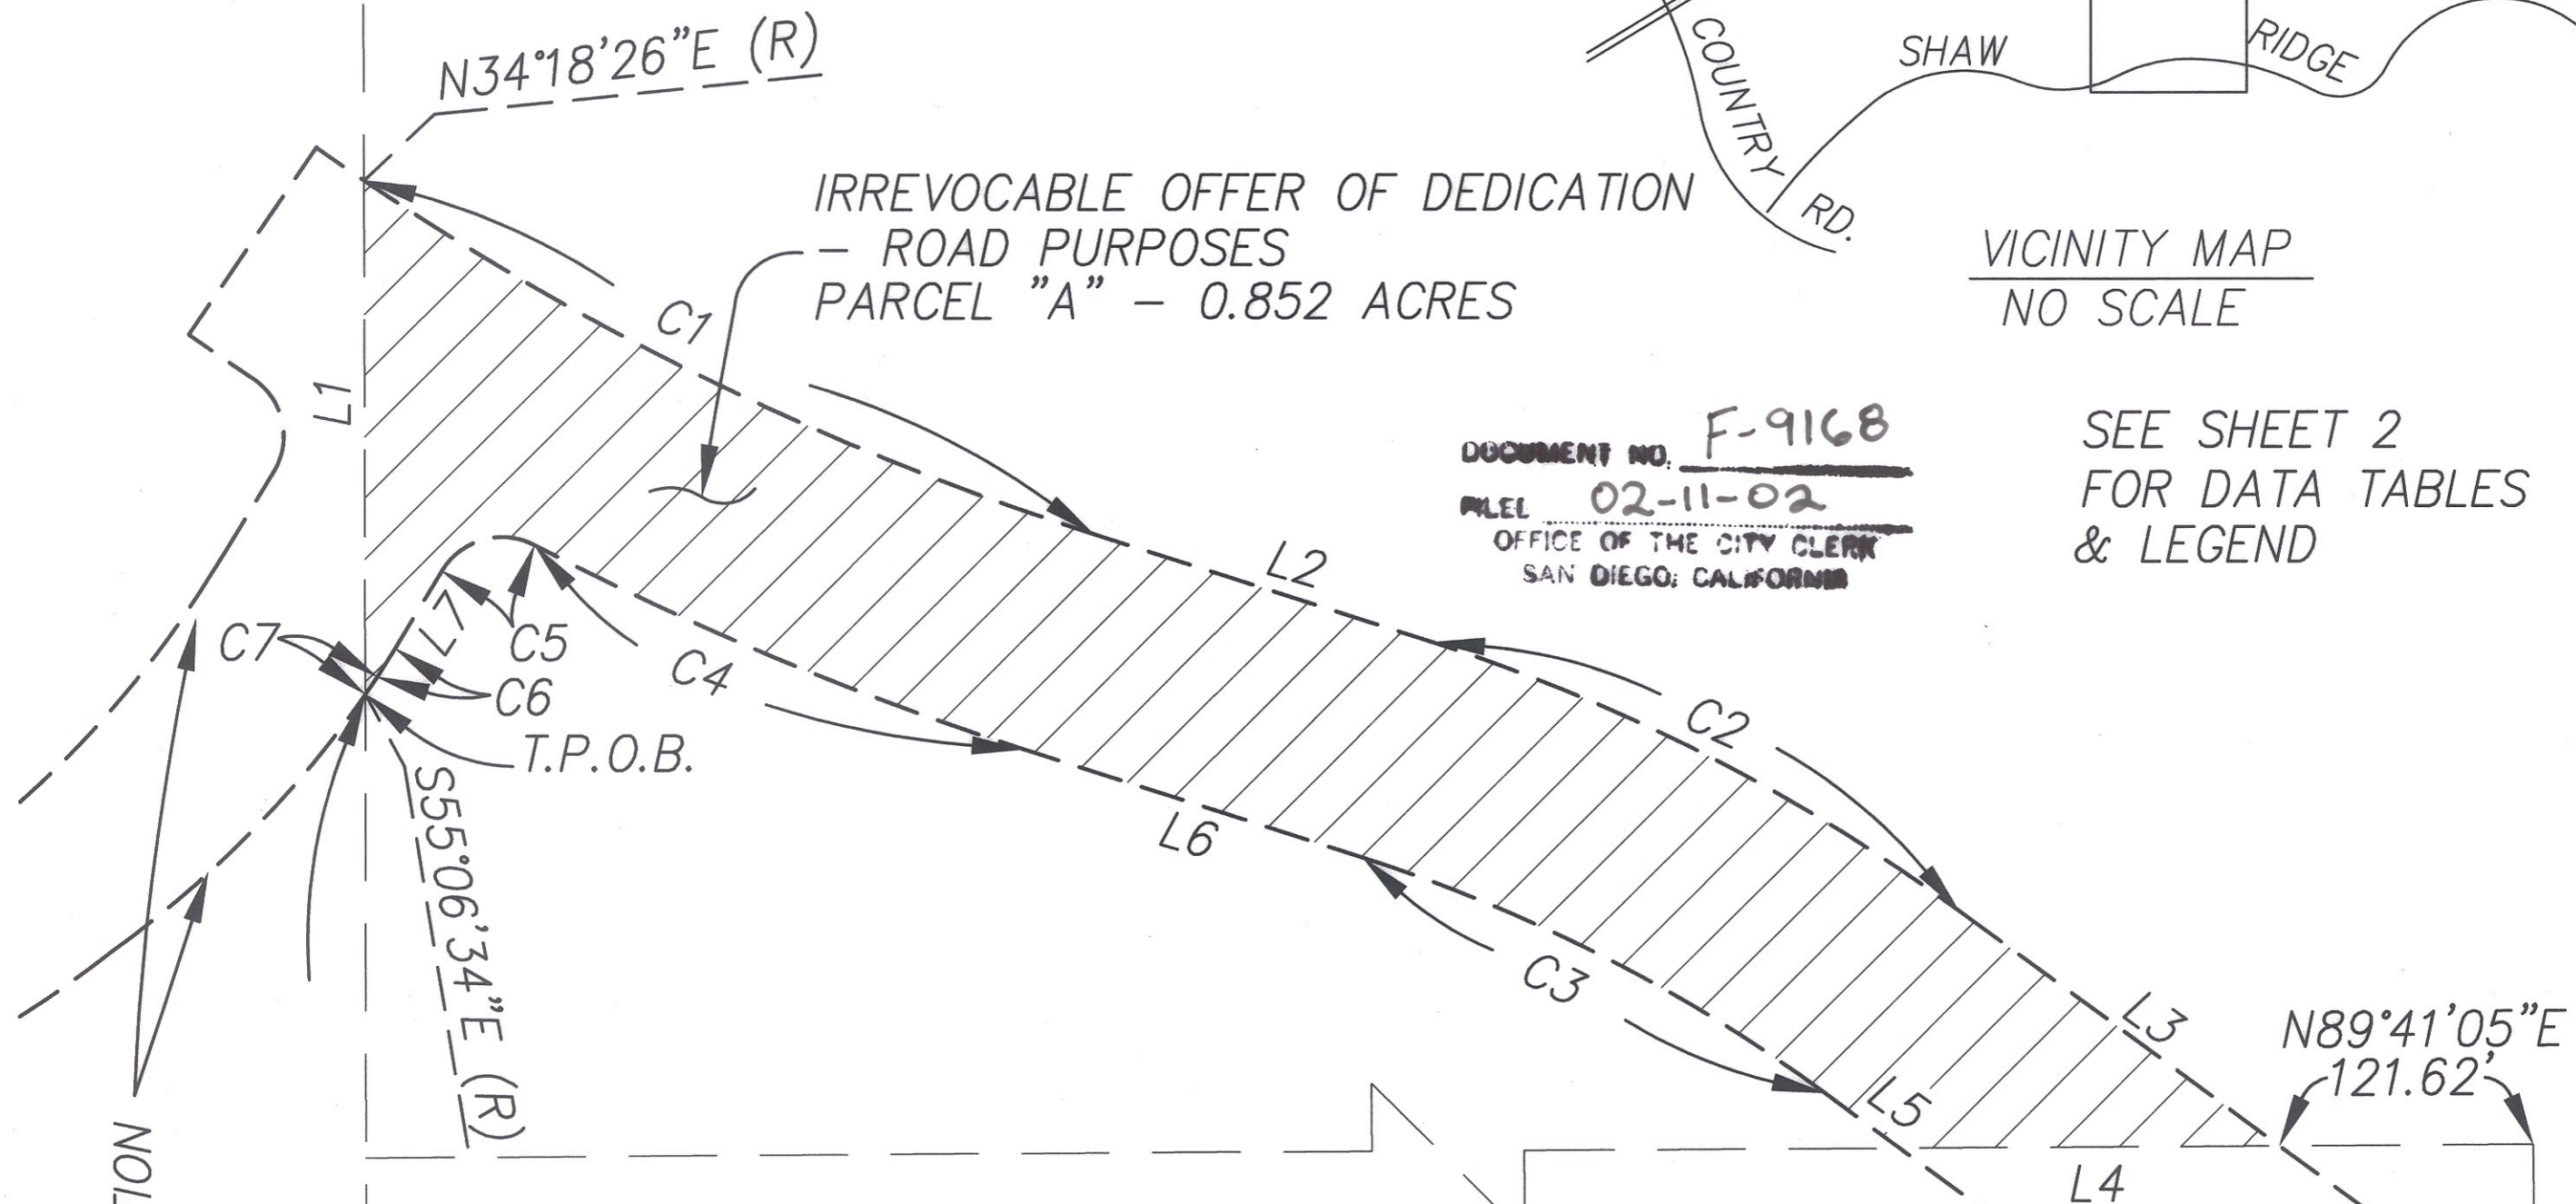 N34°18'26"E (R)
COUNTRY RD.
SHAW RIDGE
IRREVOCABLE OFFER OF DEDICATION
– ROAD PURPOSES
PARCEL "A" – 0.852 ACRES
VICINITY MAP
NO SCALE
C1
L1
DOCUMENT NO. F-9168
FILED 02-11-02
OFFICE OF THE CITY CLERK
SAN DIEGO, CALIFORNIA
SEE SHEET 2
FOR DATA TABLES
& LEGEND
L2
L7
C7
C5
C4
C6
C2
T.P.O.B.
S55°06'34"E (R)
L6
C3
L3
N89°41'05"E
121.62'
L5
L4
NOL